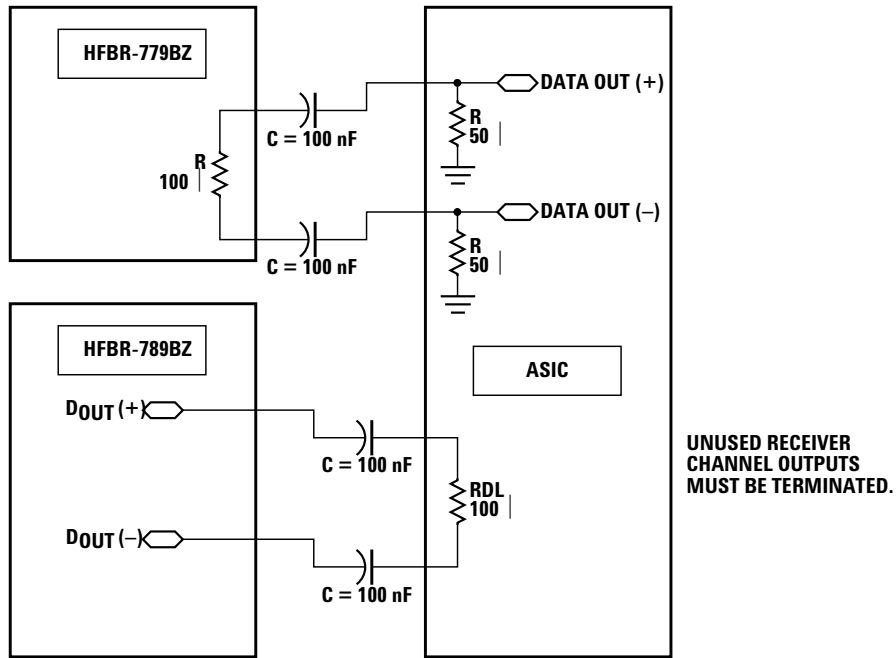 HFBR-779BZ
C = 100 nF
R
100
C = 100 nF
DATA OUT (+)
R
50
DATA OUT (–)
R
50
HFBR-789BZ
DOUT (+)
C = 100 nF
DOUT (–)
C = 100 nF
ASIC
RDL
100
UNUSED RECEIVER
CHANNEL OUTPUTS
MUST BE TERMINATED.